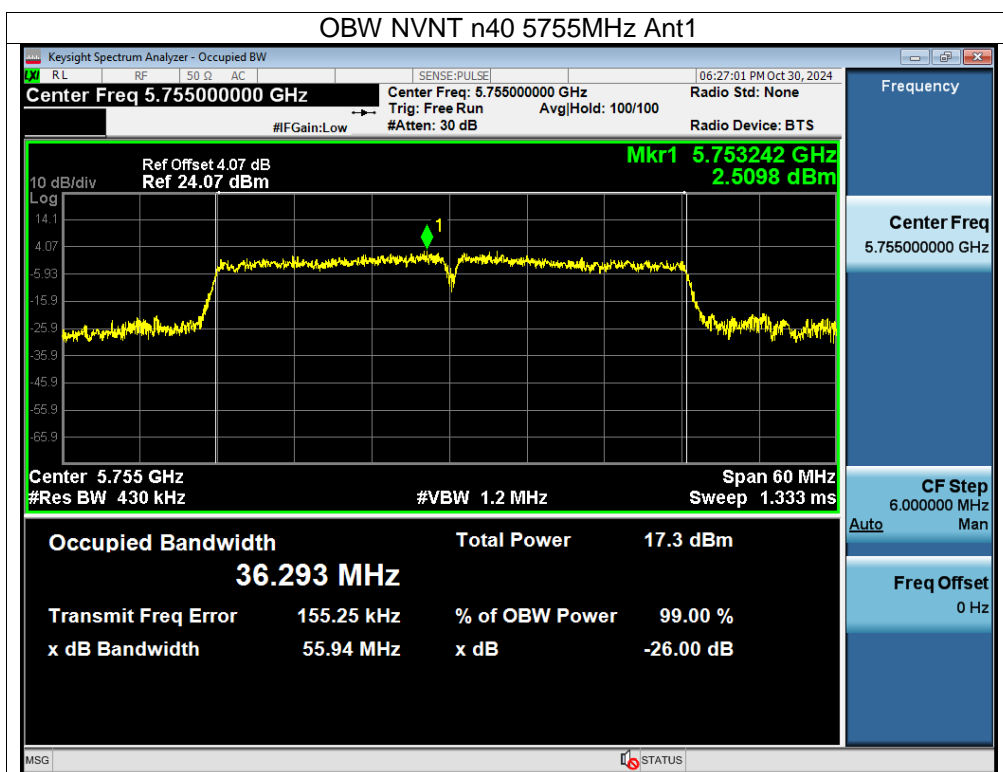 OBW NVNT n40 5755MHz Ant1
Keysight Spectrum Analyzer - Occupied BW
LXI RL RF 50 Ω AC SENSE:PULSE 06:27:01 PM Oct 30, 2024
Center Freq 5.755000000 GHz Center Freq: 5.755000000 GHz Radio Std: None
Trig: Free Run Avg|Hold: 100/100
#IFGain:Low #Atten: 30 dB Radio Device: BTS
Frequency
Mkr1 5.753242 GHz
2.5098 dBm
Ref Offset 4.07 dB
10 dB/div Ref 24.07 dBm
Log
14.1
4.07
-5.93
-15.9
-25.9
-35.9
-45.9
-55.9
-65.9
1
Center 5.755 GHz Span 60 MHz
#Res BW 430 kHz #VBW 1.2 MHz Sweep 1.333 ms
Occupied Bandwidth Total Power 17.3 dBm
36.293 MHz
Transmit Freq Error 155.25 kHz % of OBW Power 99.00 %
x dB Bandwidth 55.94 MHz x dB -26.00 dB
Center Freq
5.755000000 GHz
CF Step
6.000000 MHz
Auto Man
Freq Offset
0 Hz
MSG STATUS